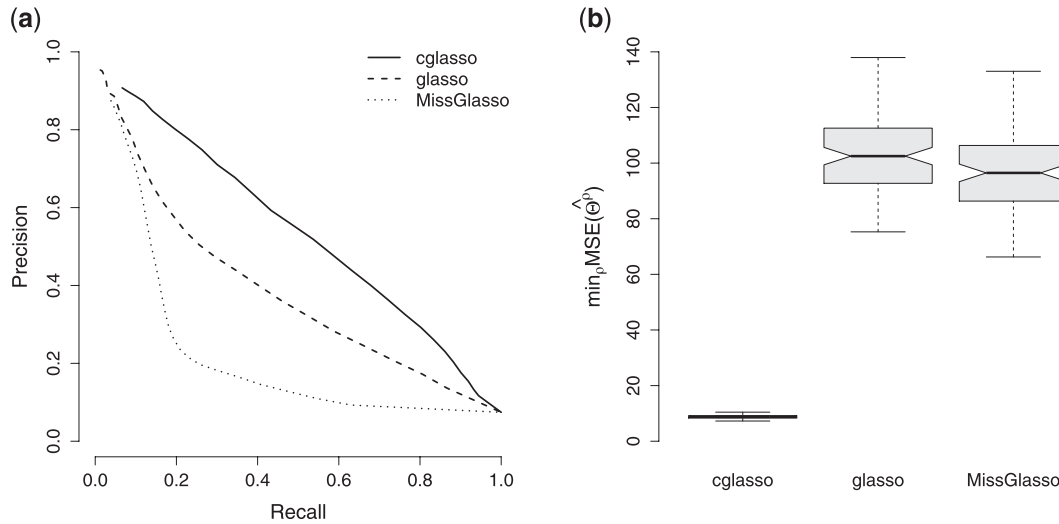 (a)
1.0
0.8
0.6
0.4
0.2
0.0
Precision
cglasso
glasso
MissGlasso
0.0 0.2 0.4 0.6 0.8 1.0
Recall
(b)
140
120
100
80
60
40
20
0
min_ρMSE(Θ̂^ρ)
cglasso glasso MissGlasso